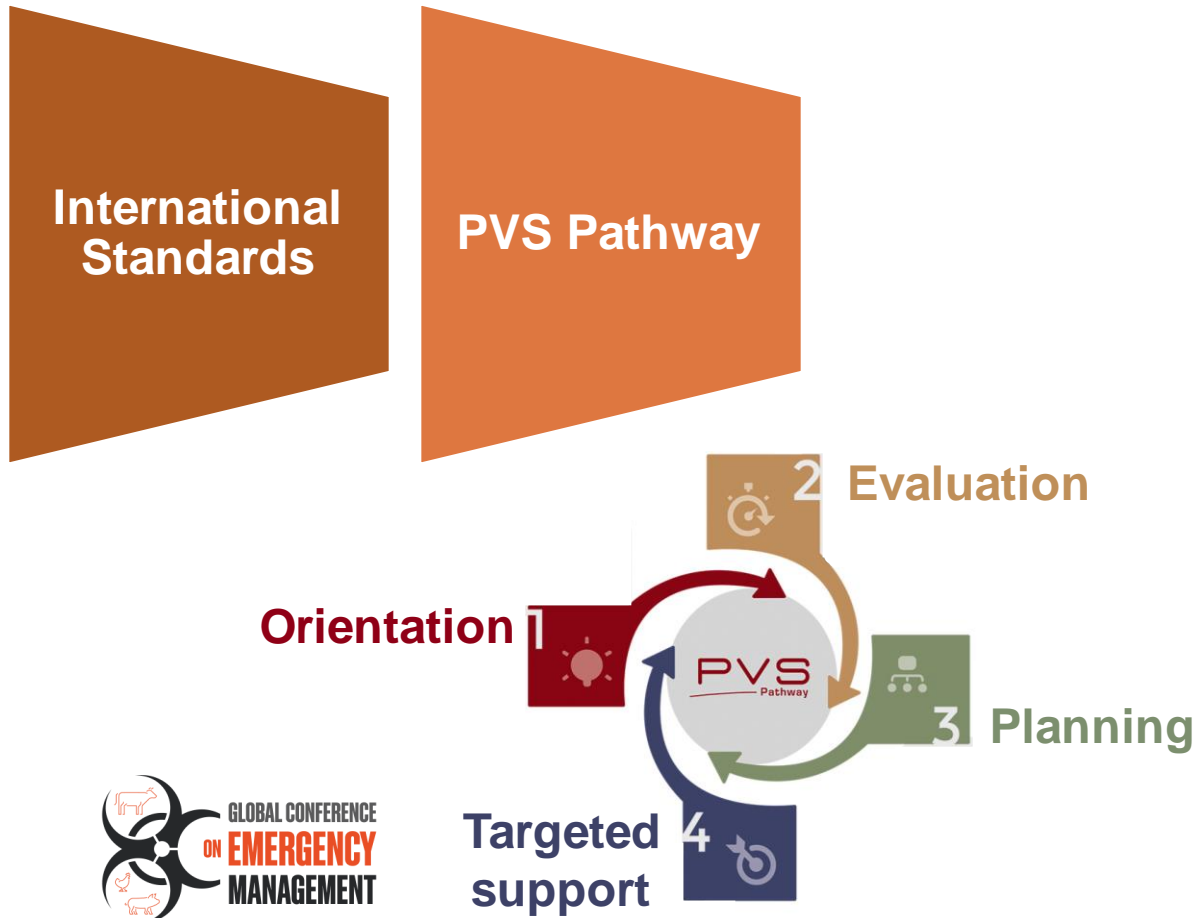 International
Standards
PVS Pathway
2 Evaluation
Orientation 1
PVS
Pathway
3 Planning
GLOBAL CONFERENCE
ON EMERGENCY
MANAGEMENT
Targeted 4
support